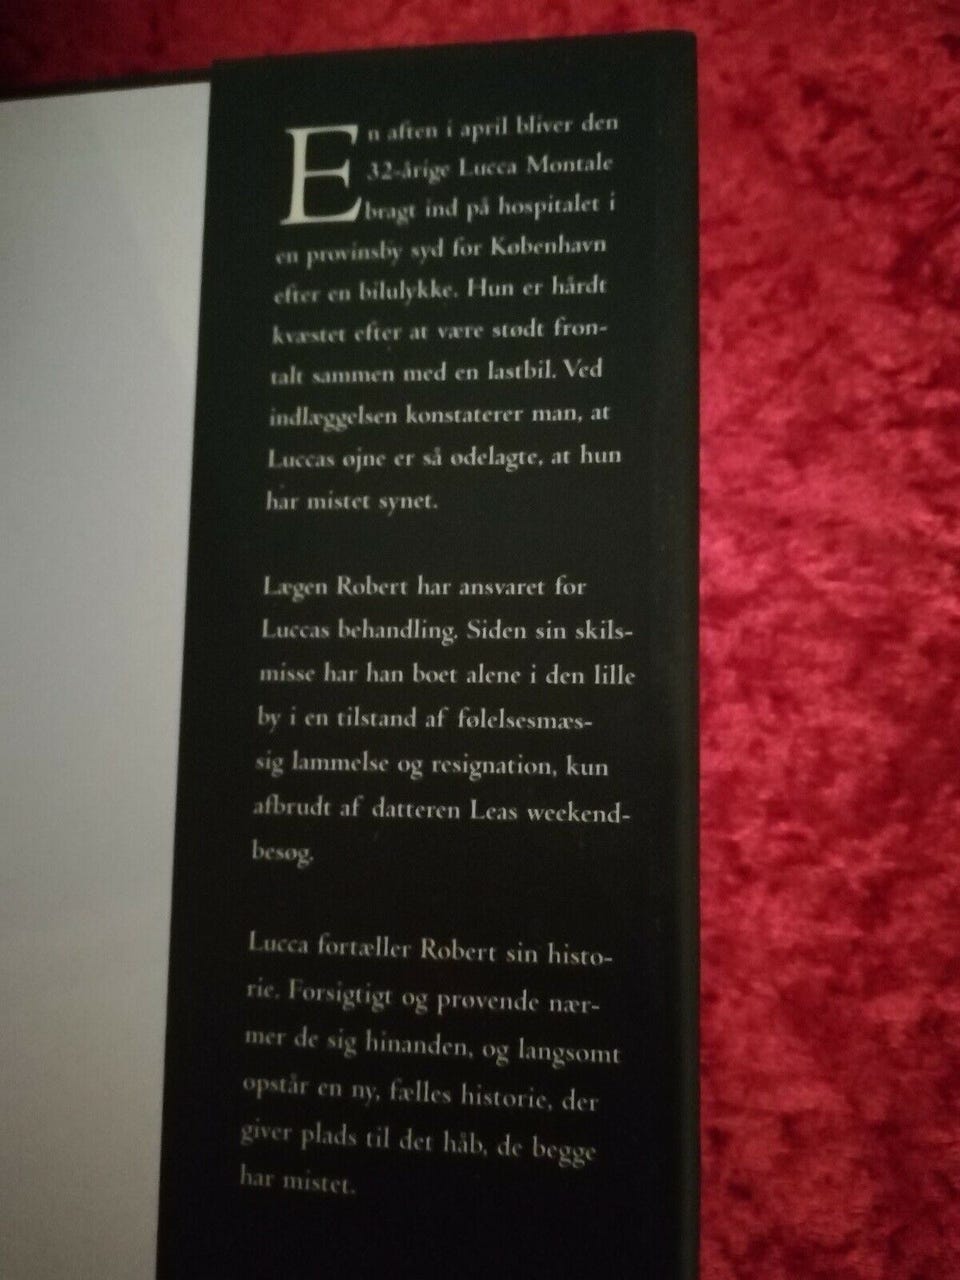 En aften i april bliver den
32-årige Lucca Montale
bragt ind på hospitalet i
en provinsby syd for København
efter en bilulykke. Hun er hårdt
kvæstet efter at være stødt fron-
talt sammen med en lastbil. Ved
indlæggelsen konstaterer man, at
Luccas øjne er så ødelagte, at hun
har mistet synet.
Lægen Robert har ansvaret for
Luccas behandling. Siden sin skils-
misse har han boet alene i den lille
by i en tilstand af følelsesmæs-
sig lammelse og resignation, kun
afbrudt af datteren Leas weekend-
besøg.
Lucca fortæller Robert sin histo-
rie. Forsigtigt og prøvende nær-
mer de sig hinanden, og langsomt
opstår en ny, fælles historie, der
giver plads til det håb, de begge
har mistet.